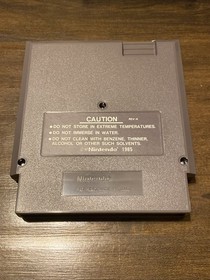 CAUTION
• DO NOT STORE IN EXTREME TEMPERATURES.
• DO NOT IMMERSE IN WATER.
• DO NOT CLEAN WITH BENZENE, THINNER,
ALCOHOL OR OTHER SUCH SOLVENTS.
©Nintendo 1985
Nintendo